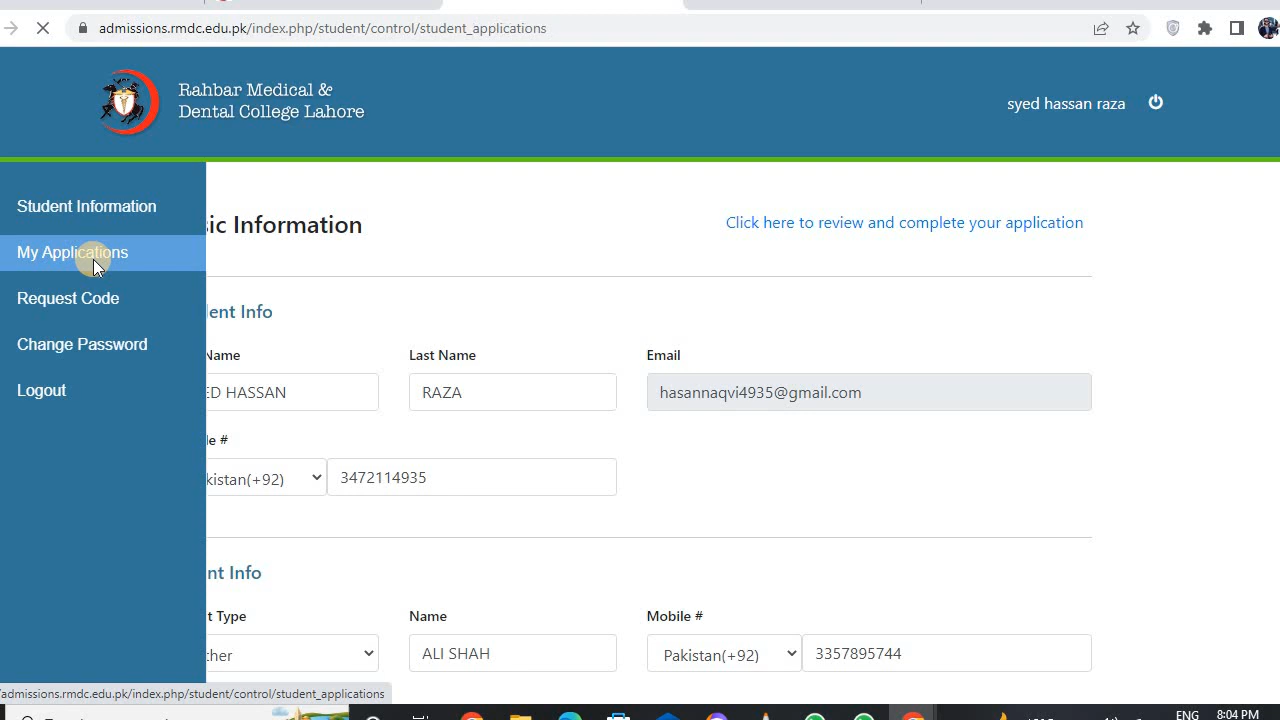 admissions.rmdc.edu.pk/index.php/student/control/student_applications
Rahbar Medical &
Dental College Lahore
syed hassan raza
Student Information
My Applications
Request Code
Change Password
Logout
sic Information
Click here to review and complete your application
dent Info
Name
Last Name
Email
ED HASSAN
RAZA
hasannaqvi4935@gmail.com
le #
kistan(+92)
3472114935
nt Info
t Type
Name
Mobile #
ther
ALI SHAH
Pakistan(+92)
3357895744
admissions.rmdc.edu.pk/index.php/student/control/student_applications
ENG
8:04 PM